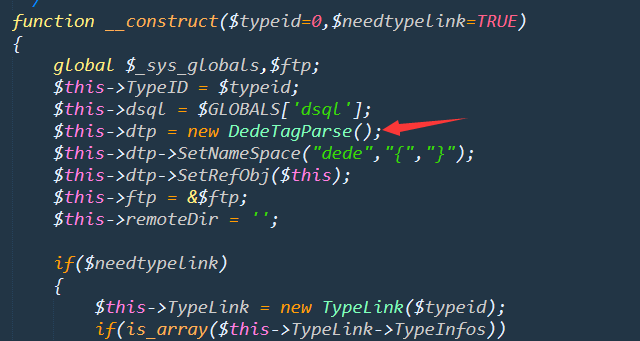 */
function __construct($typeid=0,$needtypelink=TRUE)
{
global $_sys_globals,$ftp;
$this->TypeID = $typeid;
$this->dsql = $GLOBALS['dsql'];
$this->dtp = new DedeTagParse();
$this->dtp->SetNameSpace("dede","{","}");
$this->dtp->SetRefObj($this);
$this->ftp = &$ftp;
$this->remoteDir = '';
if($needtypelink)
{
$this->TypeLink = new TypeLink($typeid);
if(is_array($this->TypeLink->TypeInfos))